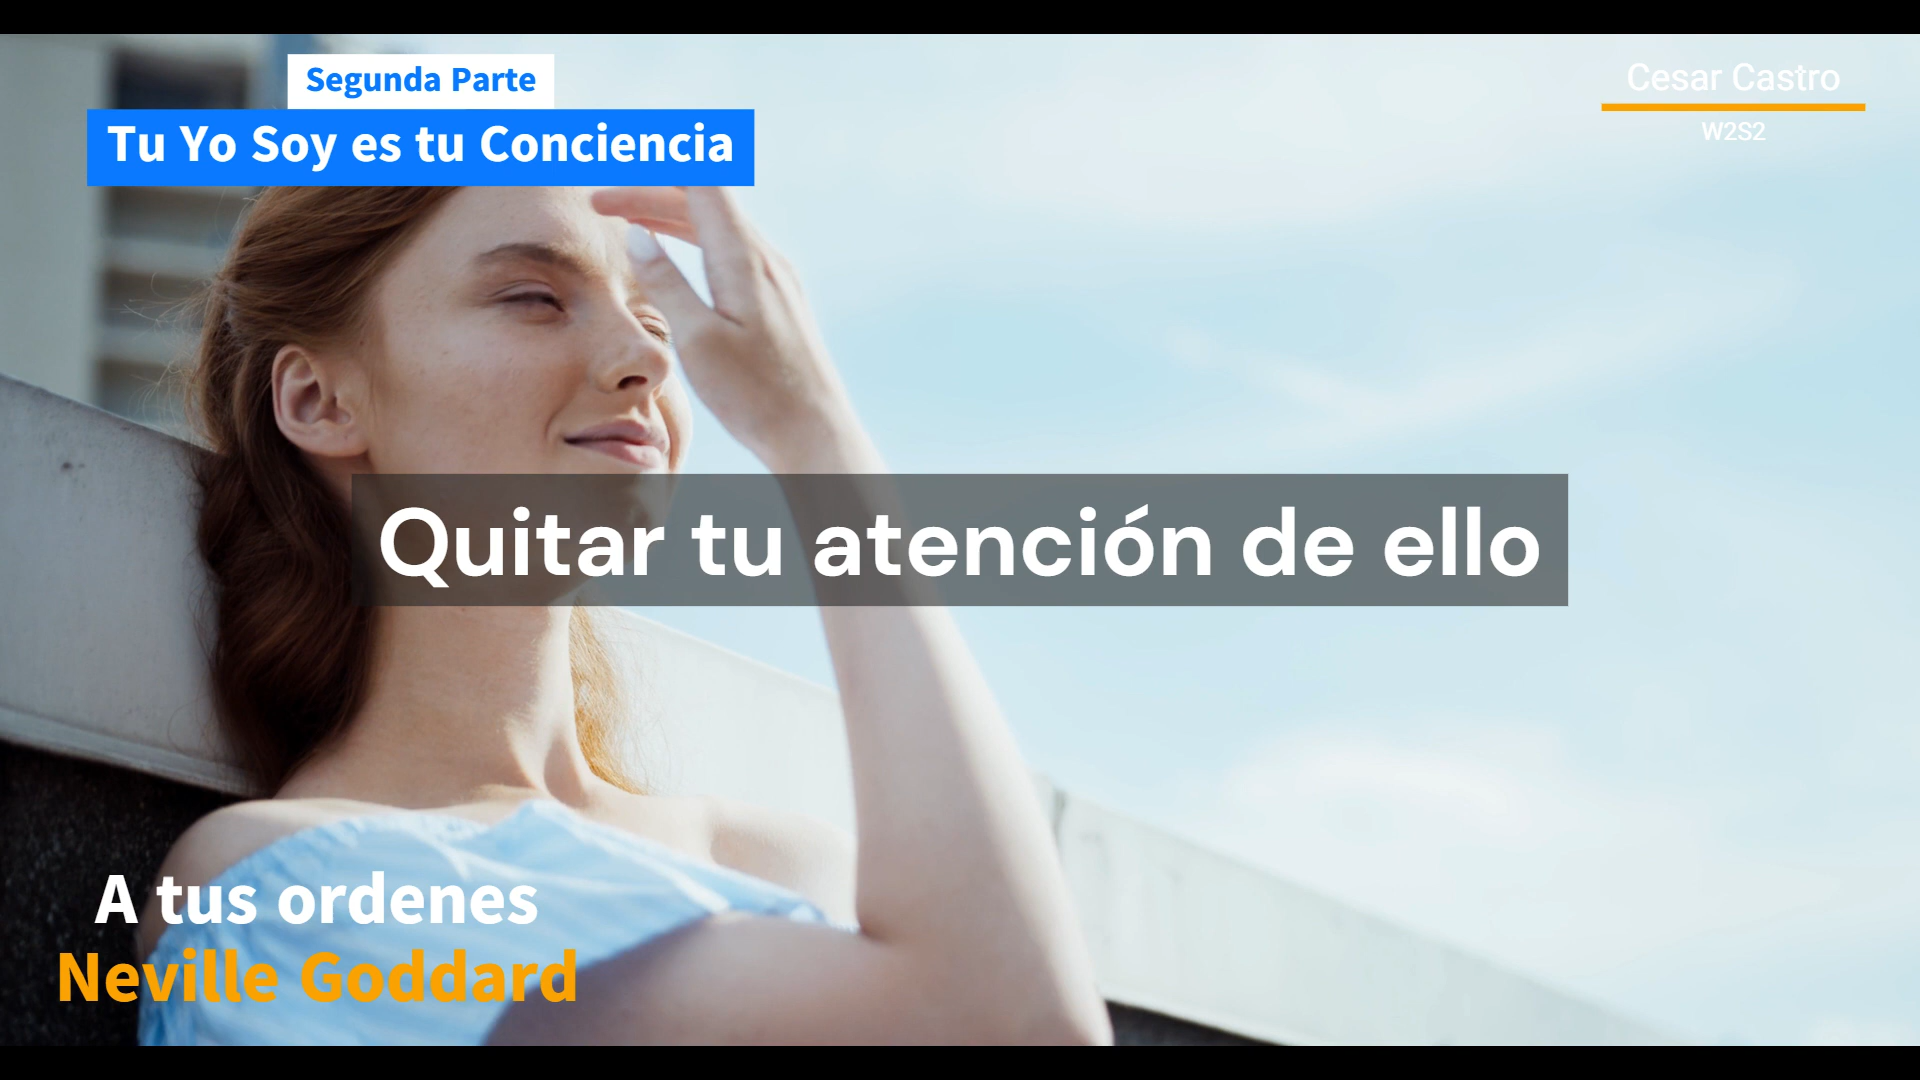 Segunda Parte
Tu Yo Soy es tu Conciencia
Cesar Castro
W2S2
Quitar tu atención de ello
A tus ordenes
Neville Goddard